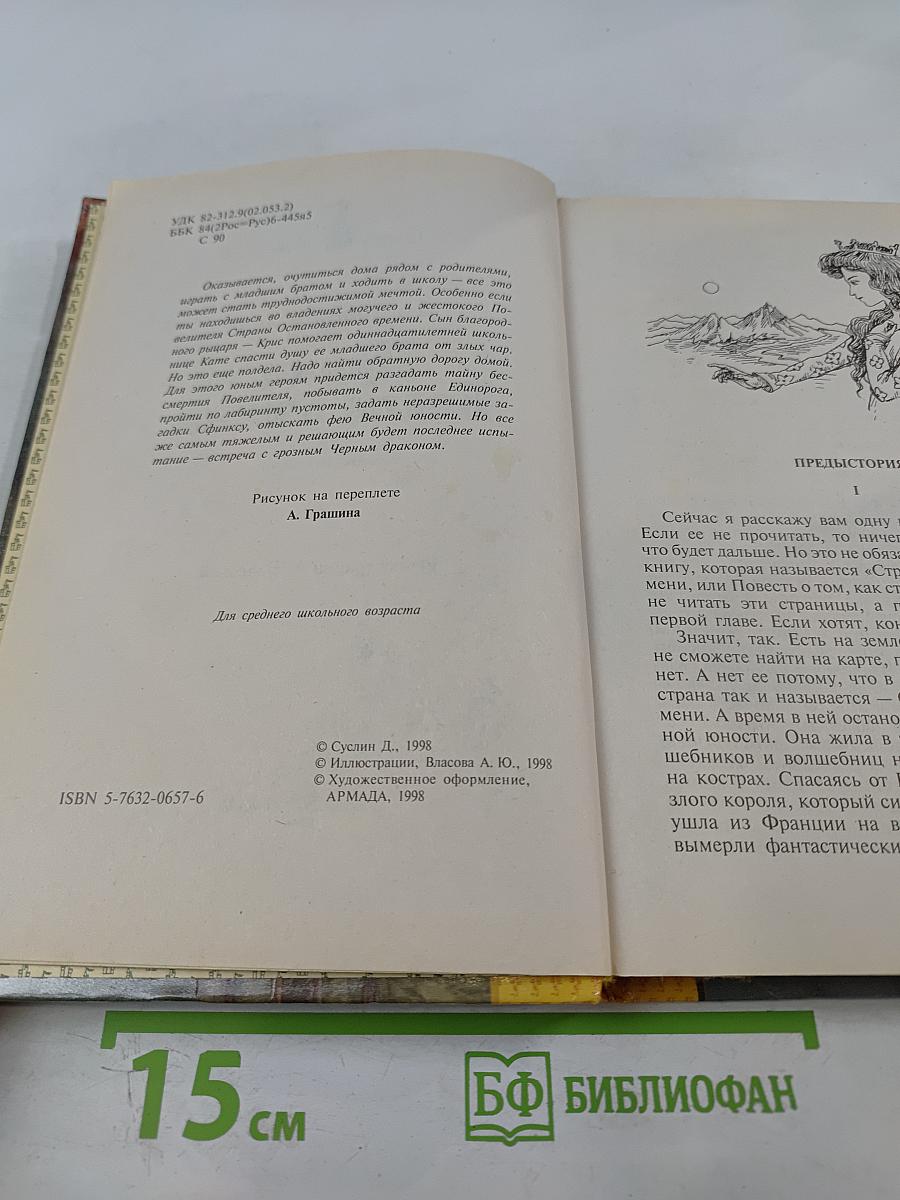 УДК 82-312.9(02.053.2)
ББК 84(2Рос=Рус)6-445я5
С 90
Оказывается, очутиться дома рядом с родителями,
играть с младшим братом и ходить в школу — все это
может стать труднодостижимой мечтой. Особенно если
ты находишься во владениях могучего и жестокого По-
велителя Страны Остановленного времени. Сын благород-
ного рыцаря — Крис помогает одиннадцатилетней школь-
нице Кате спасти душу ее младшего брата от злых чар.
Но это еще полдела. Надо найти обратную дорогу домой.
Для этого юным героям придется разгадать тайну бес-
смертия Повелителя, побывать в каньоне Единорога,
пройти по лабиринту пустоты, задать неразрешимые за-
гадки Сфинксу, отыскать фею Вечной юности. Но все
же самым тяжелым и решающим будет последнее испы-
тание — встреча с грозным Черным драконом.
Рисунок на переплете
А. Грашина
Для среднего школьного возраста
© Суслин Д., 1998
© Иллюстрации, Власова А. Ю., 1998
© Художественное оформление,
АРМАДА, 1998
ISBN 5-7632-0657-6
ПРЕДЫСТОРИЯ
I
Сейчас я расскажу вам одну
Если ее не прочитать, то ничег
что будет дальше. Но это не обяза
книгу, которая называется «Стр
мени, или Повесть о том, как ст
не читать эти страницы, а п
первой главе. Если хотят, кон
Значит, так. Есть на земл
не сможете найти на карте, п
нет. А нет ее потому, что в
страна так и называется —
мени. А время в ней остано
ной юности. Она жила в
шебников и волшебниц н
на кострах. Спасаясь от
злого короля, который си
ушла из Франции на в
вымерли фантастически
15 см
БФ БИБЛИОФАН